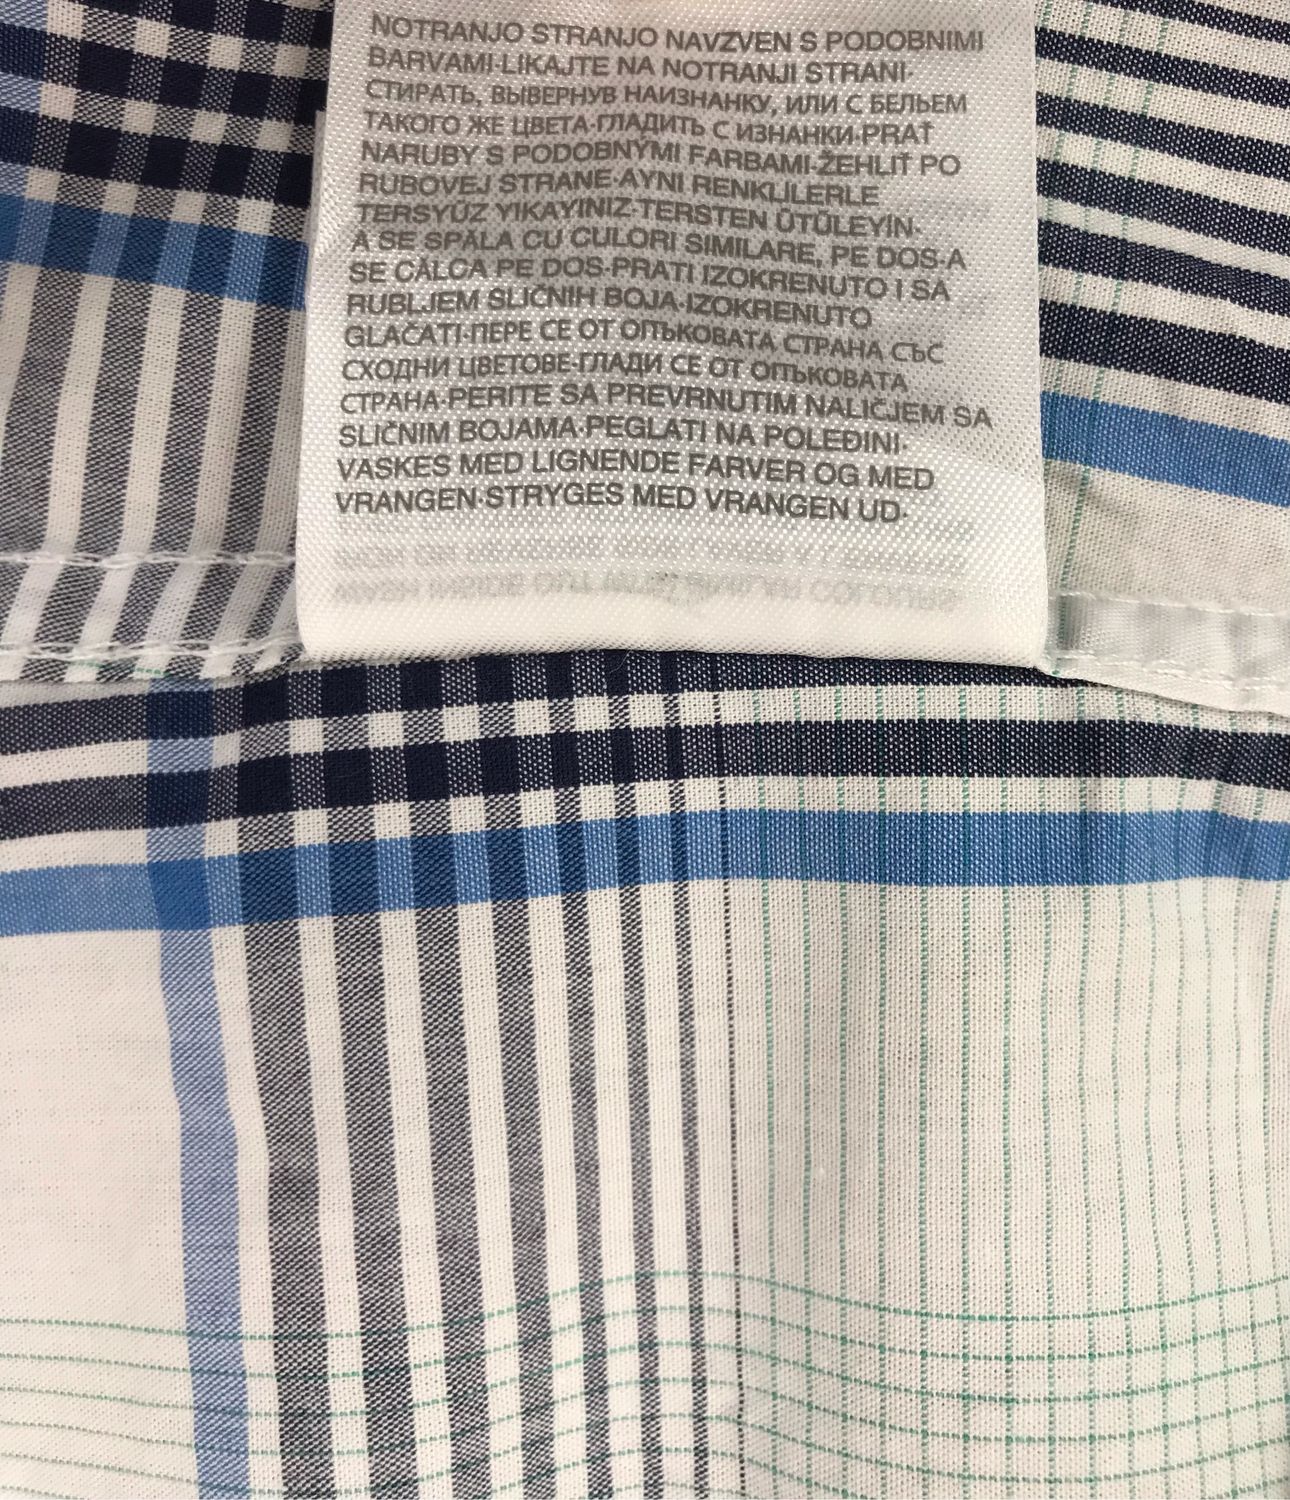 NOTRANJO STRANJO NAVZVEN S PODOBNIMI
BARVAMI·LIKAJTE NA NOTRANJI STRANI·
СТИРАТЬ, ВЫВЕРНУВ НАИЗНАНКУ, ИЛИ С БЕЛЬЕМ
ТАКОГО ЖЕ ЦВЕТА·ГЛАДИТЬ С ИЗНАНКИ·PRAŤ
NARUBY S PODOBNÝMI FARBAMI·ŽEHLIŤ PO
RUBOVEJ STRANE·AYNI RENKLILERLE
TERSYÜZ YIKAYINIZ·TERSTEN ÜTÜLEYİN·
A SE SPĂLA CU CULORI SIMILARE, PE DOS·A
SE CĂLCA PE DOS·PRATI IZOKRENUTO I SA
RUBLJEM SLIČNIH BOJA·IZOKRENUTO
GLAČATI·ПЕРЕ СЕ ОТ ОПЪКОВАТА СТРАНА СЪС
СХОДНИ ЦВЕТОВЕ·ГЛАДИ СЕ ОТ ОПЪКОВАТА
СТРАНА·PERITE SA PREVRNUTIM NALIČJEM SA
SLIČNIM BOJAMA·PEGLATI NA POLEĐINI·
VASKES MED LIGNENDE FARVER OG MED
VRANGEN·STRYGES MED VRANGEN UD·